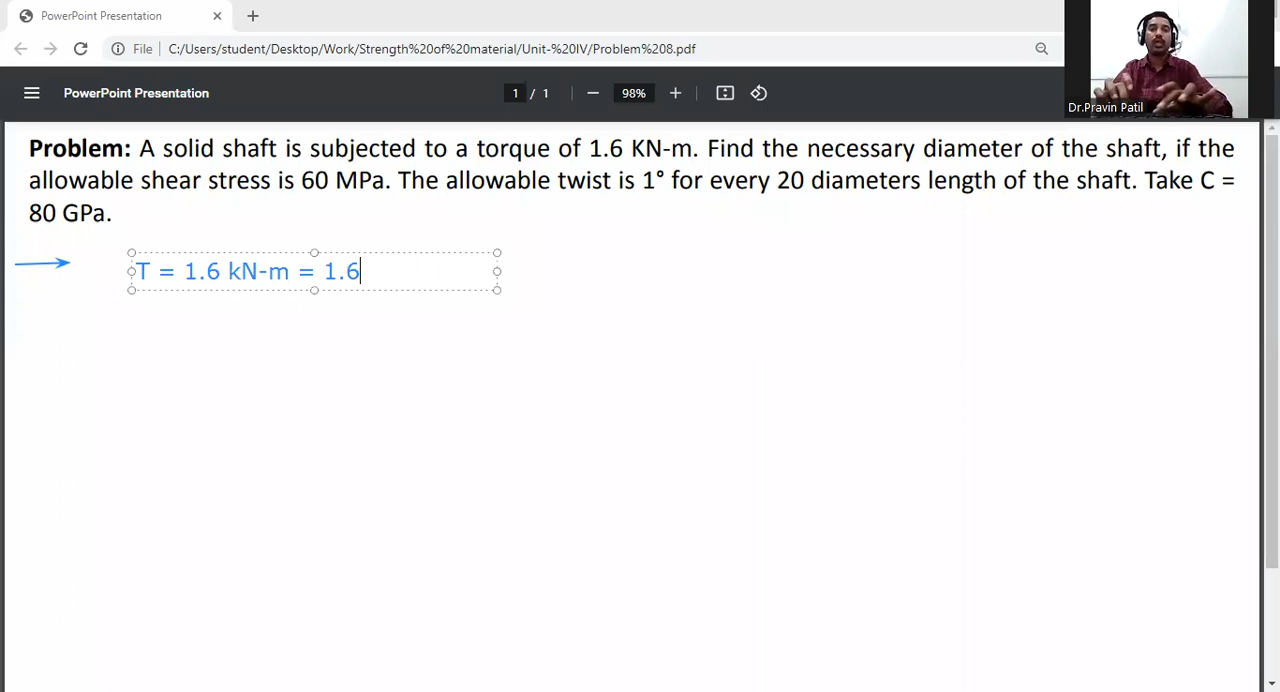 PowerPoint Presentation
File C:/Users/student/Desktop/Work/Strength%20of%20material/Unit-%20IV/Problem%208.pdf
PowerPoint Presentation 1 / 1 98%
Dr.Pravin Patil
Problem: A solid shaft is subjected to a torque of 1.6 KN-m. Find the necessary diameter of the shaft, if the
allowable shear stress is 60 MPa. The allowable twist is 1° for every 20 diameters length of the shaft. Take C =
80 GPa.
T = 1.6 kN-m = 1.6